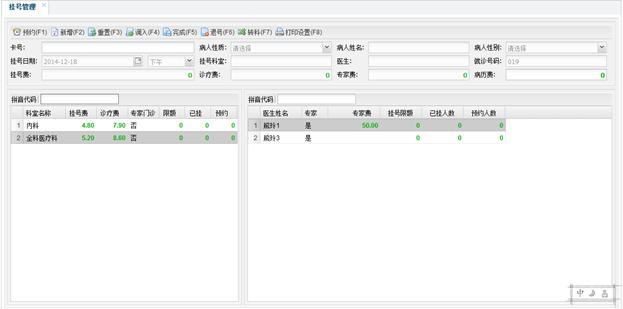 挂号管理
预约(F1) 新增(F2) 重置(F3) 调入(F4) 完成(F5) 退号(F6) 转科(F7) 打印设置(F8)
卡号: 病人性质: 请选择 病人姓名: 病人性别: 请选择
挂号日期: 2014-12-18 下午 挂号科室: 医生: 就诊号码: 019
挂号费: 0 诊疗费: 0 专家费: 0 病历费: 0
拼音代码
科室名称 挂号费 诊疗费 专家门诊 限额 已挂 预约
1 内科 4.80 7.90 否 0 0 0
2 全科医疗科 5.20 8.60 否 0 0 0
拼音代码
医生姓名 专家 专家费 挂号限额 已挂人数 预约人数
1 1 是 50.00 0 0 0
2 3 是 0 0 0
中